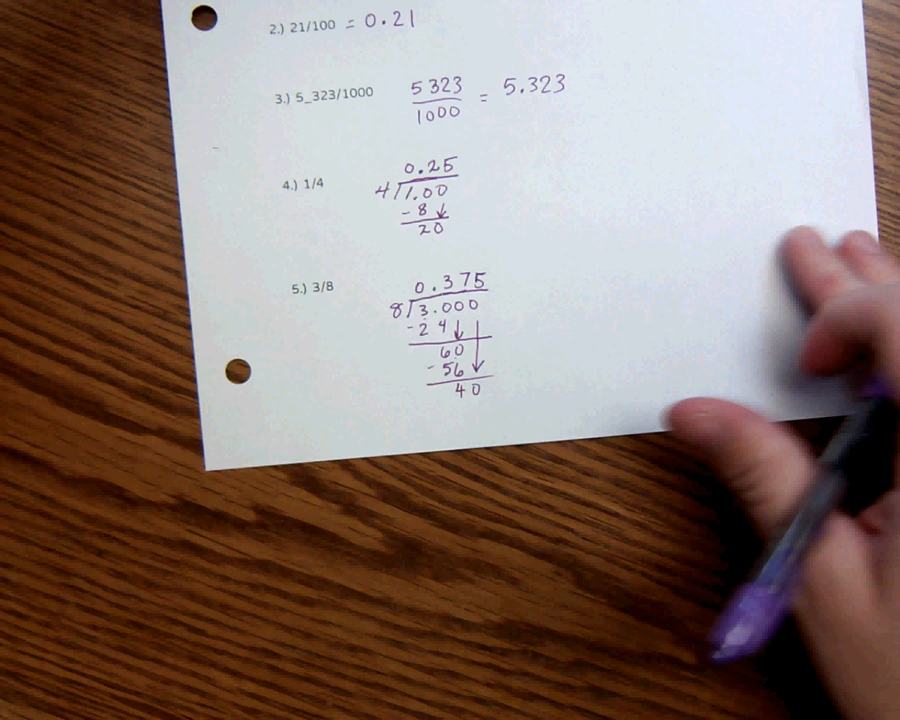 2.) 21/100 = 0.21
3.) 5_323/1000 5323/1000 = 5.323
4.) 1/4
0.25
4 1.00
- 8 ↓
20
5.) 3/8
0.375
8 3.000
- 24 ↓
60
- 56 ↓
40